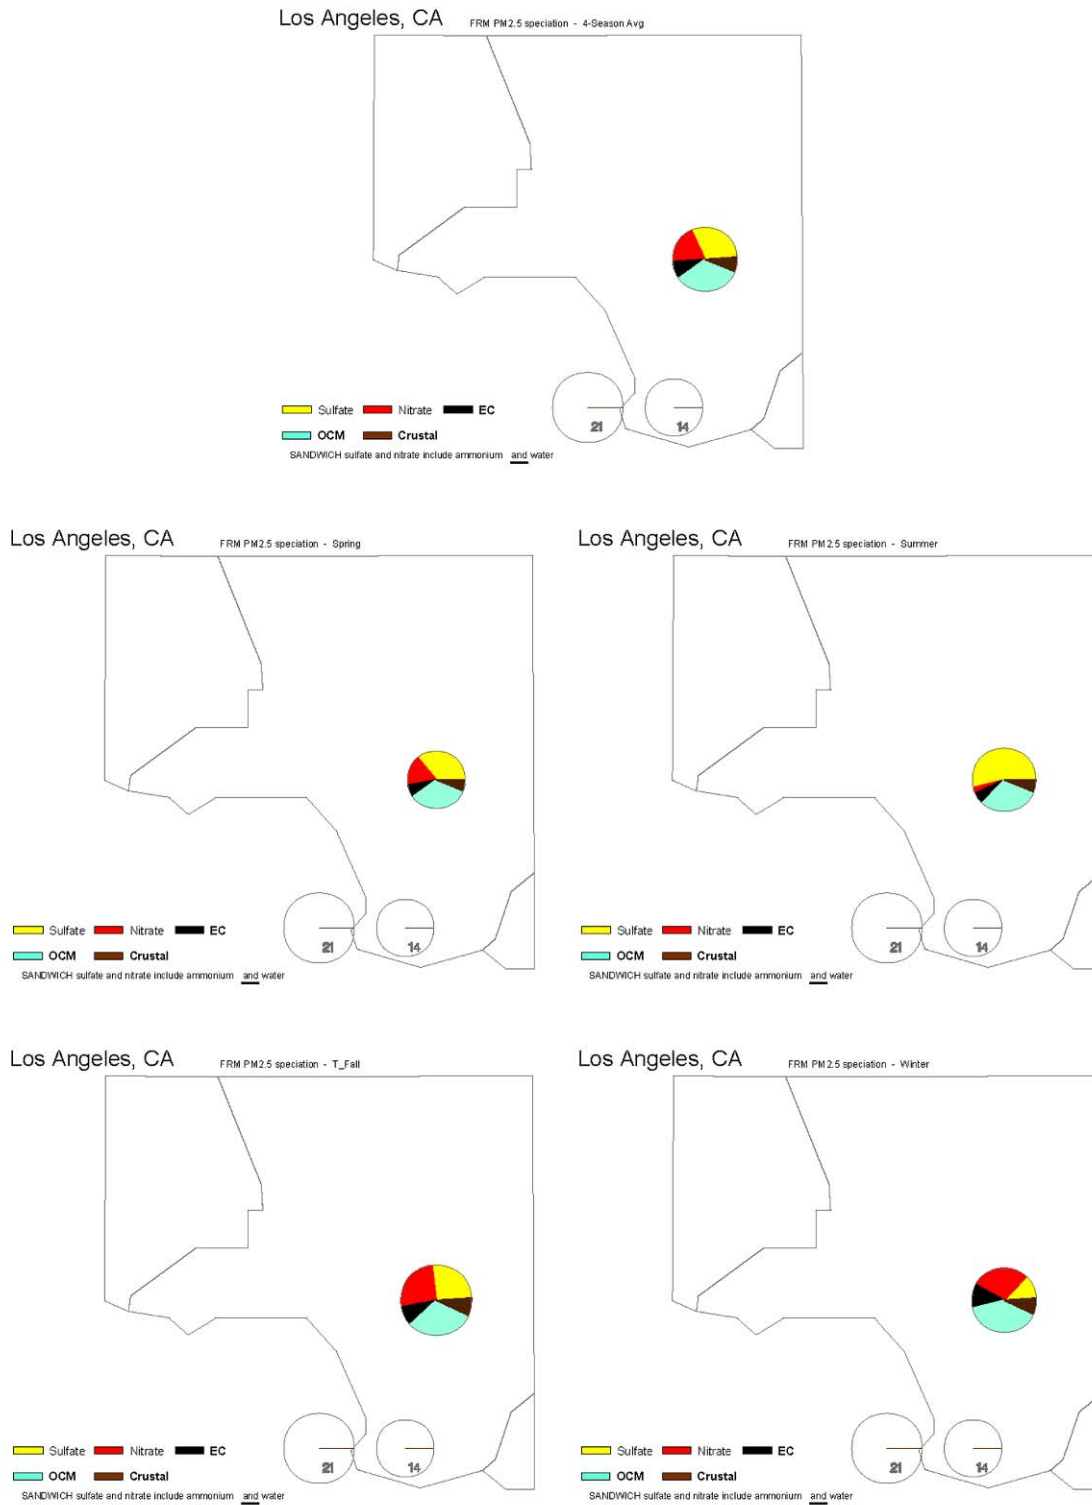 Los Angeles, CA FRM PM2.5 speciation - 4-Season Avg
21 14
Sulfate Nitrate EC
OCM Crustal
SANDWICH sulfate and nitrate include ammonium and water
Los Angeles, CA FRM PM2.5 speciation - Spring
21 14
Sulfate Nitrate EC
OCM Crustal
SANDWICH sulfate and nitrate include ammonium and water
Los Angeles, CA FRM PM2.5 speciation - Summer
21 14
Sulfate Nitrate EC
OCM Crustal
SANDWICH sulfate and nitrate include ammonium and water
Los Angeles, CA FRM PM2.5 speciation - T_Fall
21 14
Sulfate Nitrate EC
OCM Crustal
SANDWICH sulfate and nitrate include ammonium and water
Los Angeles, CA FRM PM2.5 speciation - Winter
21 14
Sulfate Nitrate EC
OCM Crustal
SANDWICH sulfate and nitrate include ammonium and water